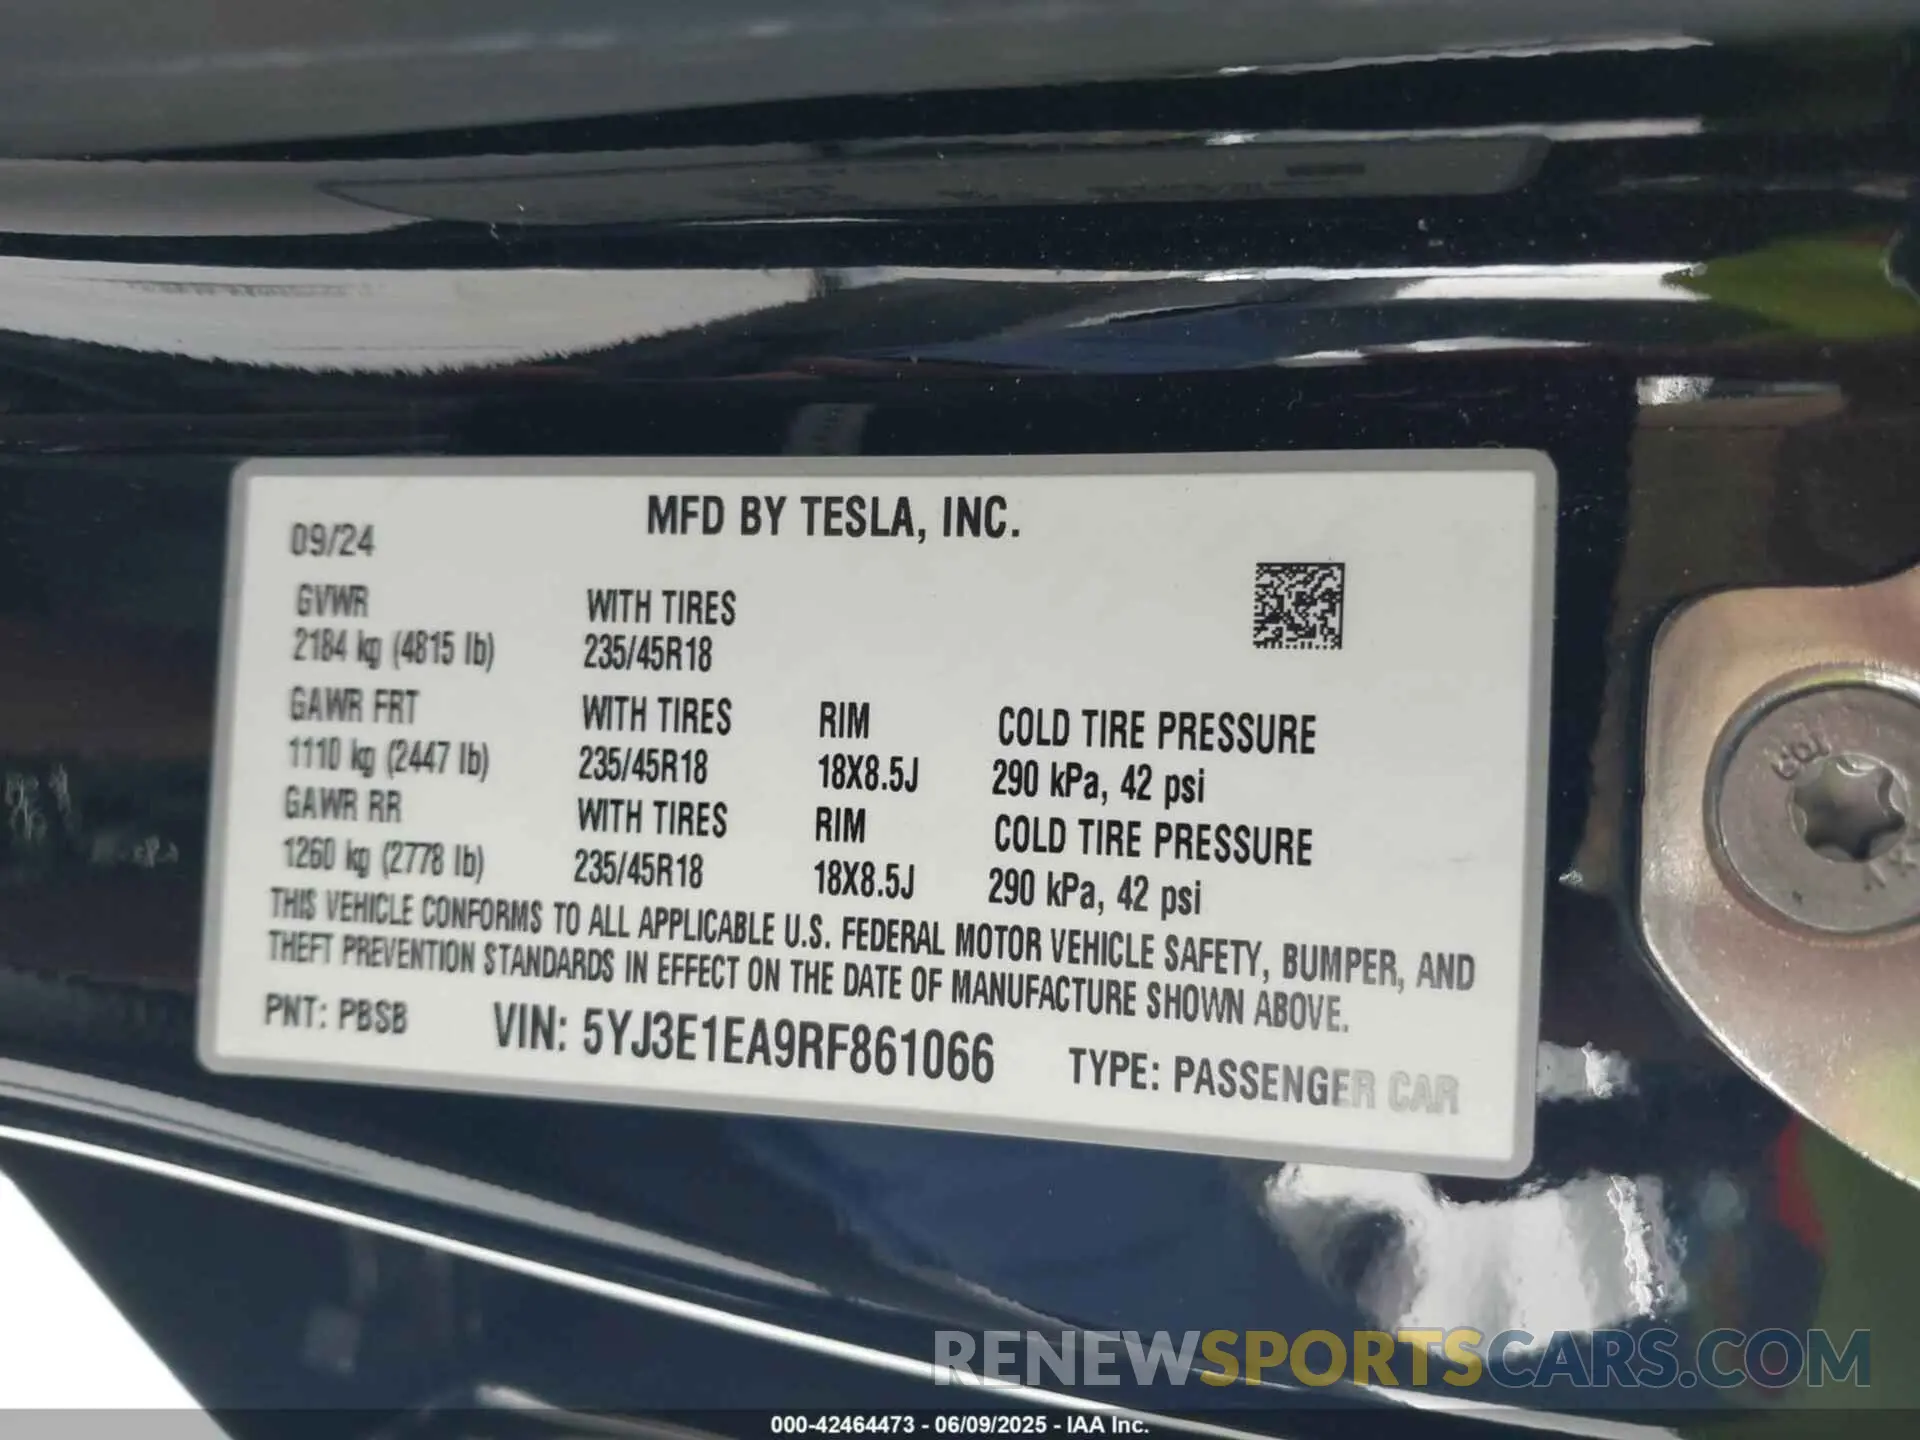 MFD BY TESLA, INC.
09/24
GVWR WITH TIRES
2184 kg (4815 lb) 235/45R18
GAWR FRT WITH TIRES RIM COLD TIRE PRESSURE
1110 kg (2447 lb) 235/45R18 18X8.5J 290 kPa, 42 psi
GAWR RR WITH TIRES RIM COLD TIRE PRESSURE
1260 kg (2778 lb) 235/45R18 18X8.5J 290 kPa, 42 psi
THIS VEHICLE CONFORMS TO ALL APPLICABLE U.S. FEDERAL MOTOR VEHICLE SAFETY, BUMPER, AND
THEFT PREVENTION STANDARDS IN EFFECT ON THE DATE OF MANUFACTURE SHOWN ABOVE.
PNT: PBSB VIN: 5YJ3E1EA9RF861066 TYPE: PASSENGER CAR
RENEWSPORTSCARS.COM
000-42464473 - 06/09/2025 - IAA Inc.